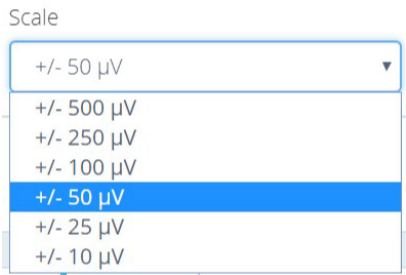 Scale
+/- 50 µV
+/- 500 µV
+/- 250 µV
+/- 100 µV
+/- 50 µV
+/- 25 µV
+/- 10 µV